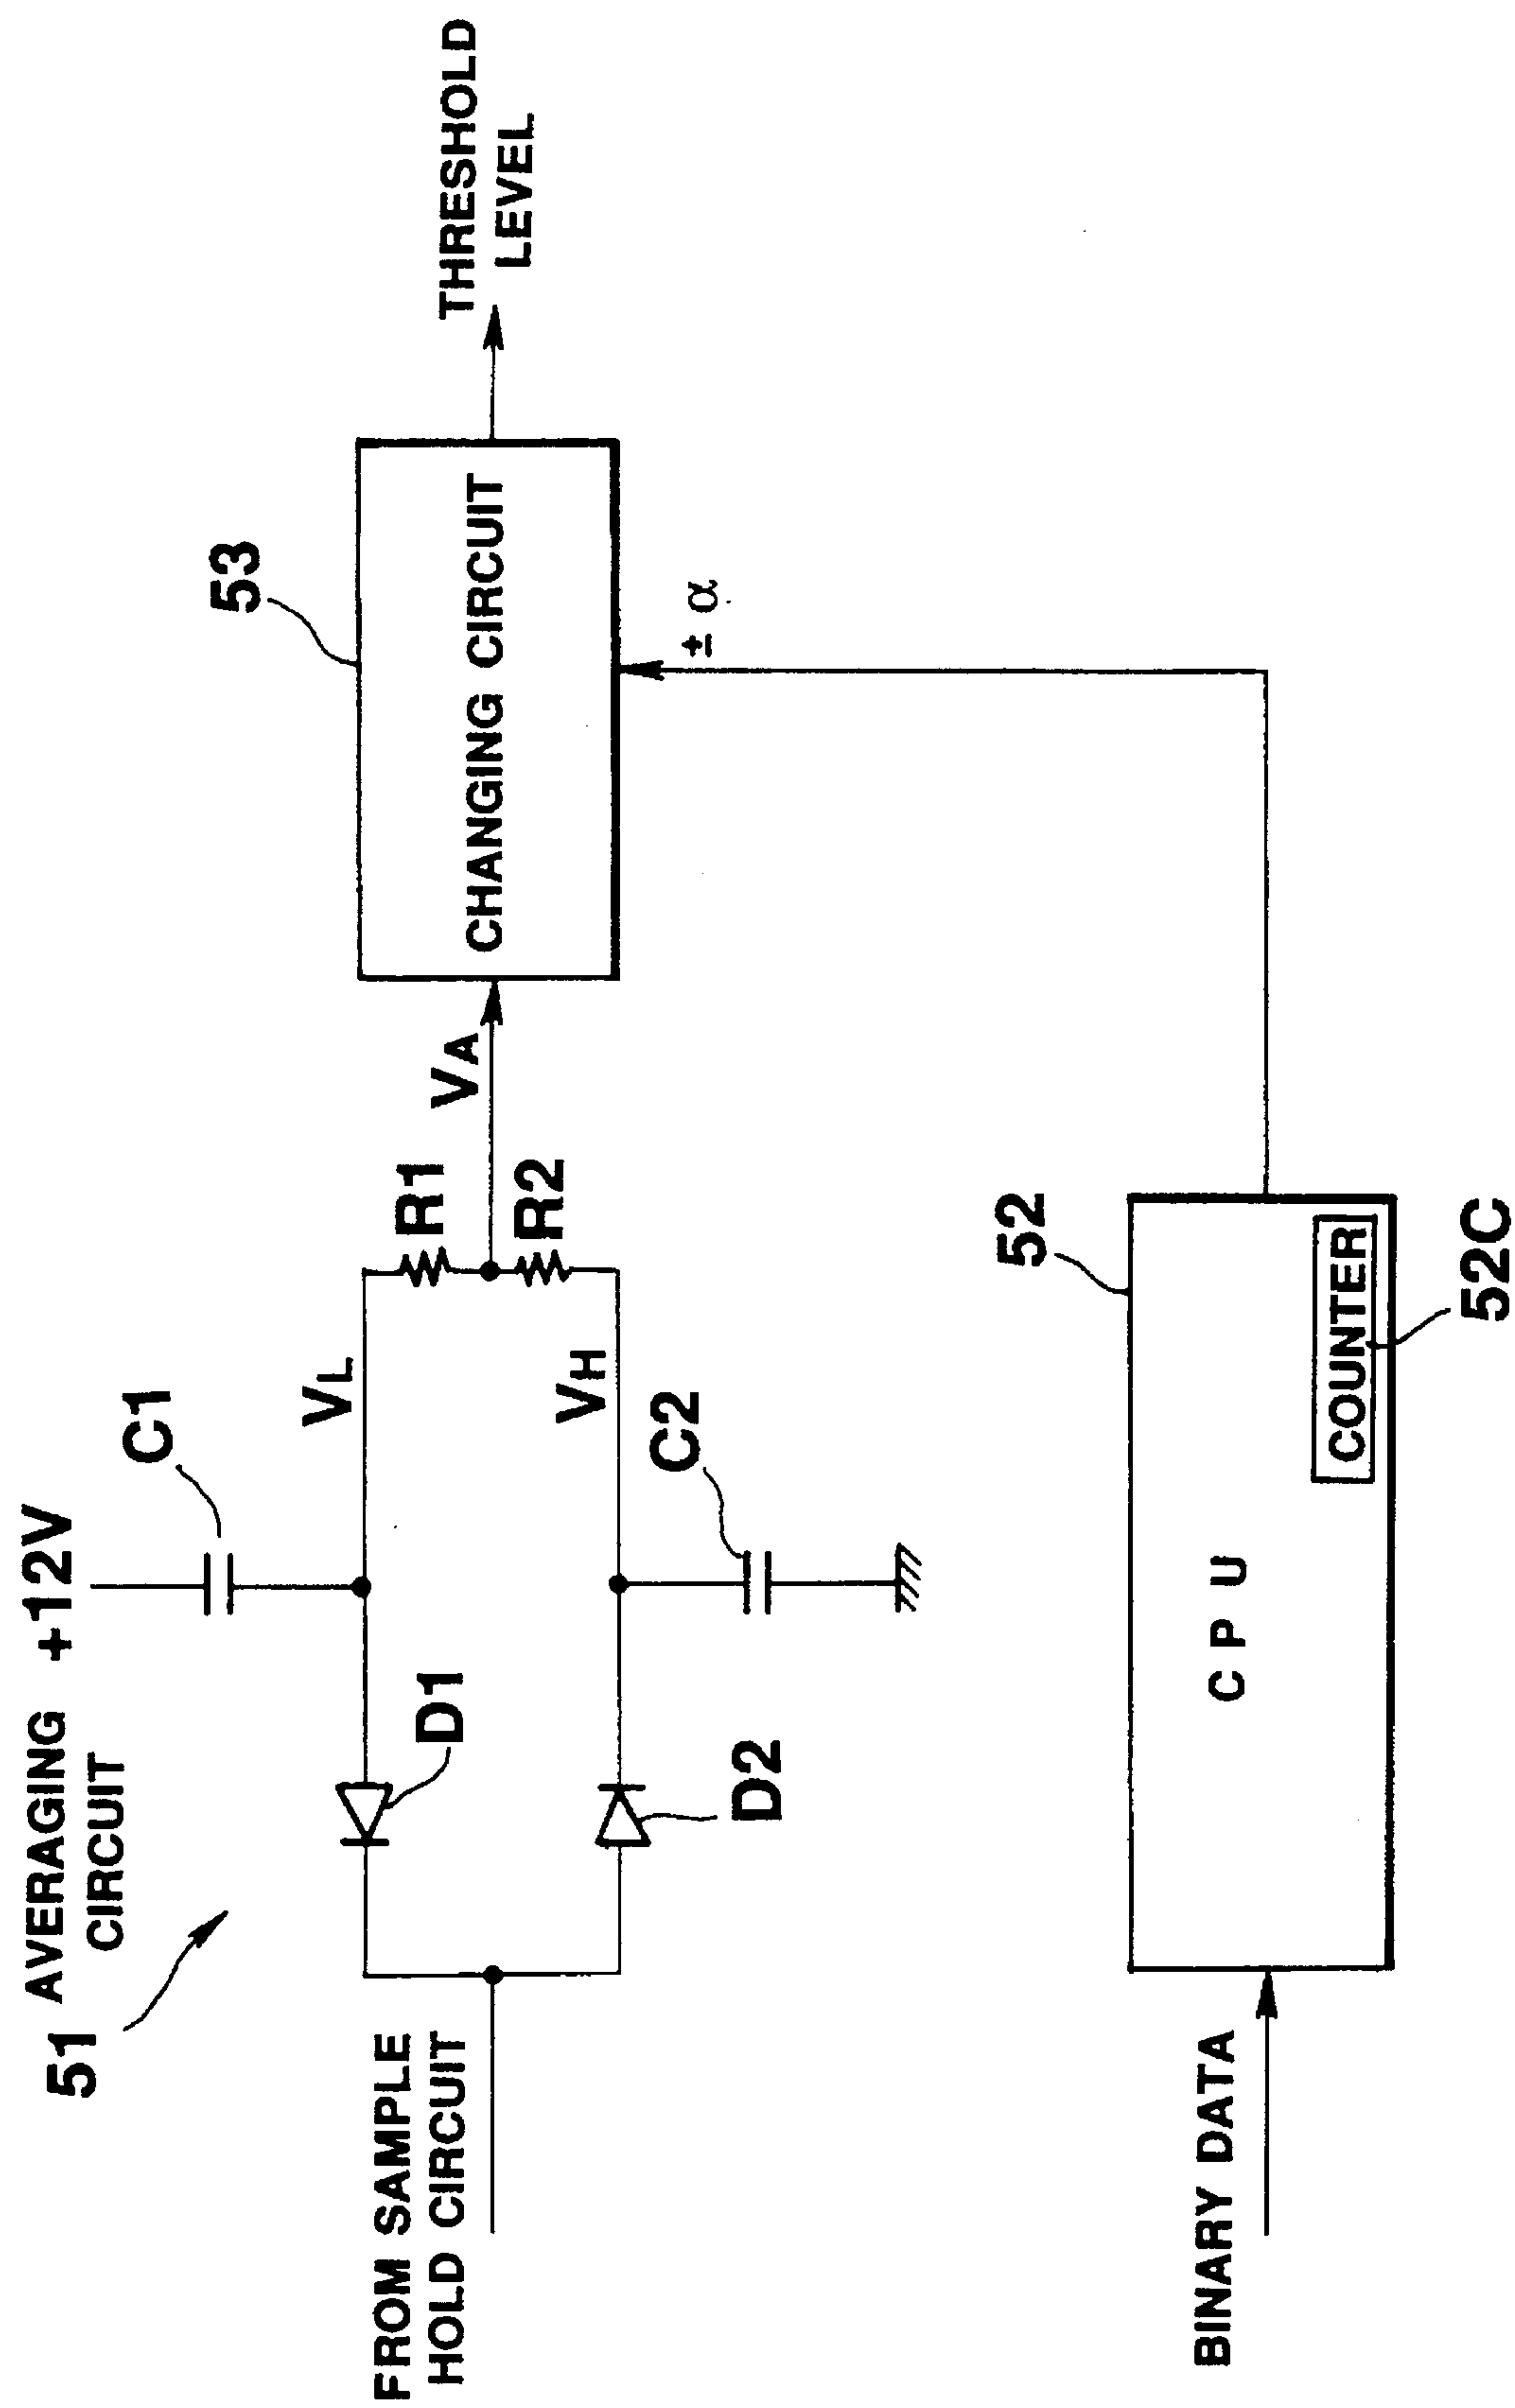 51
AVERAGING
CIRCUIT
+12V
C1
D1
VL
R1
VA
53
CHANGING CIRCUIT
THRESHOLD
LEVEL
FROM SAMPLE
HOLD CIRCUIT
D2
VH
C2
R2
± α
52
CPU
COUNTER
52C
BINARY DATA